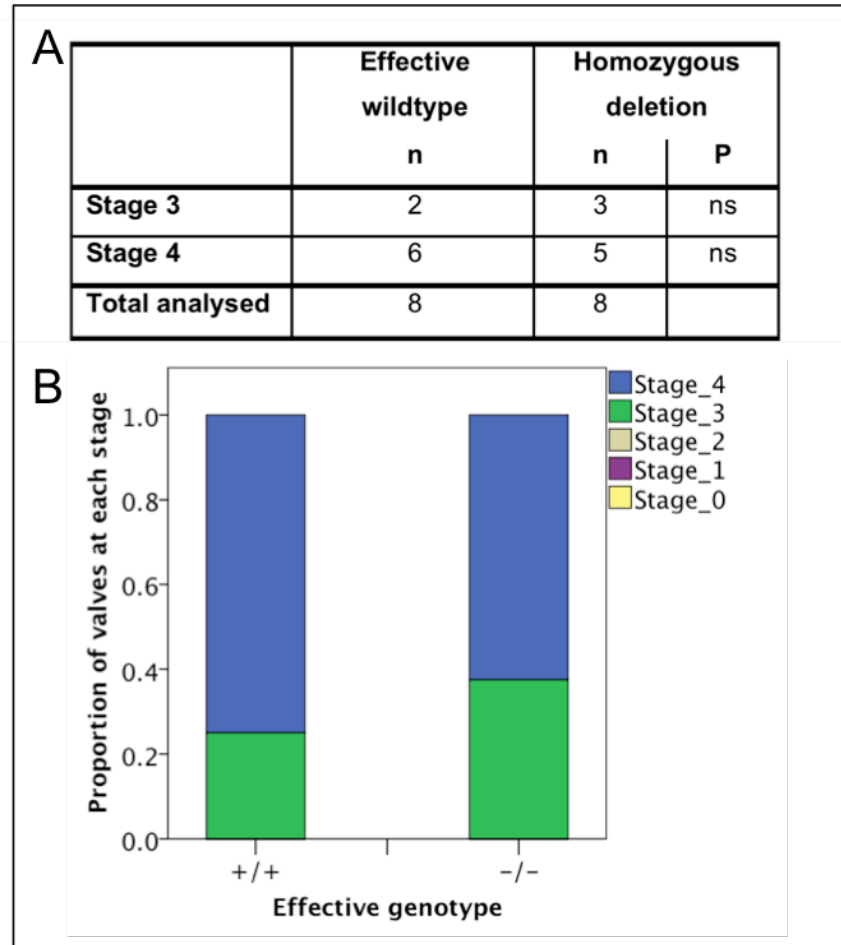 A
Effective wildtype n
Homozygous deletion
n P
Stage 3 2 3 ns
Stage 4 6 5 ns
Total analysed 8 8
B
Proportion of valves at each stage
1.0
0.8
0.6
0.4
0.2
0.0
+/+ -/-
Effective genotype
Stage_4
Stage_3
Stage_2
Stage_1
Stage_0